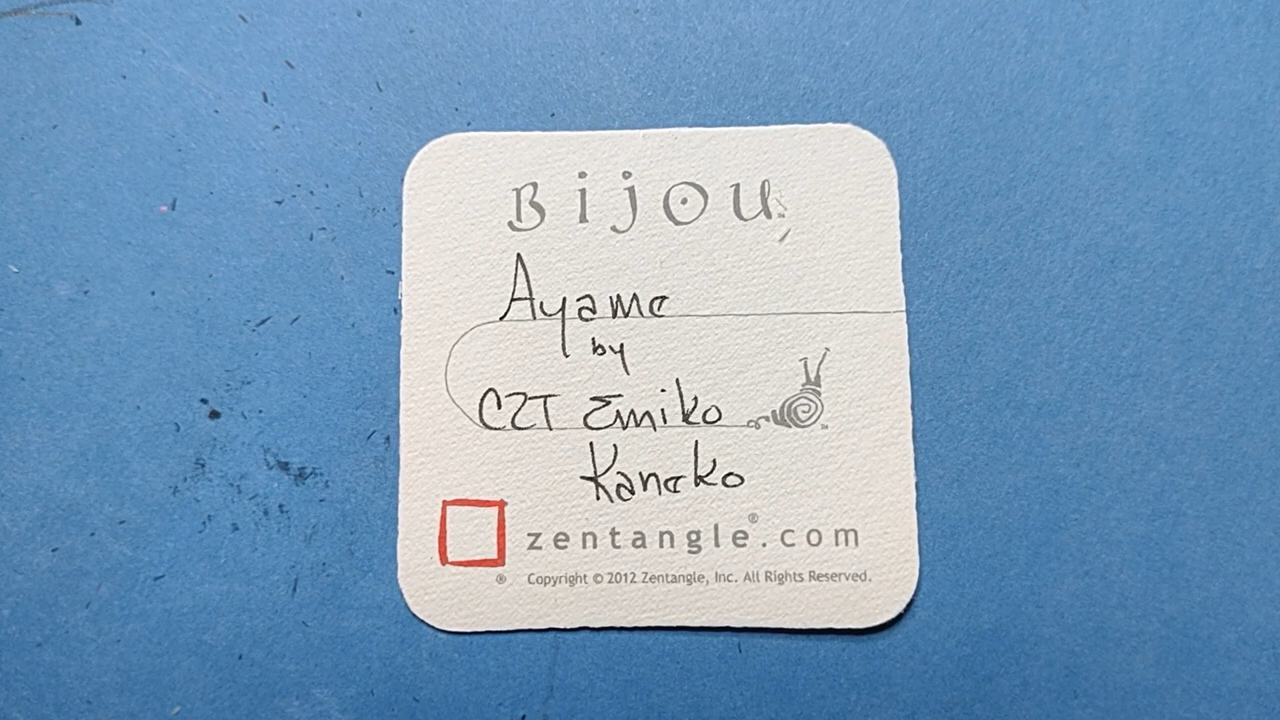 Bijou
Ayame
by
CZT Emiko
Kaneko
zentangle®.com
® Copyright © 2012 Zentangle, Inc. All Rights Reserved.